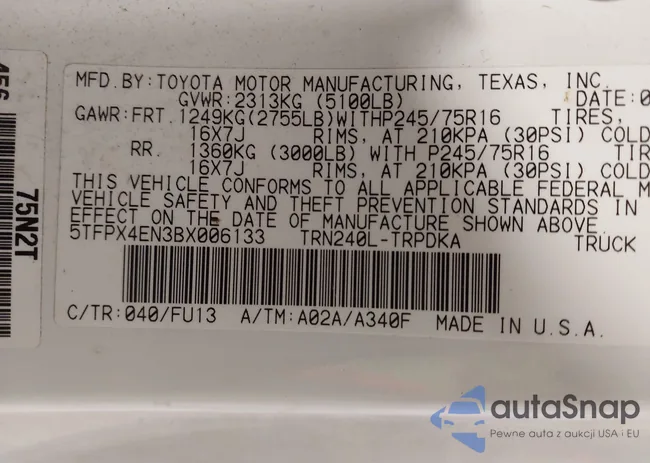 MFD.BY:TOYOTA MOTOR MANUFACTURING, TEXAS, INC.
GVWR:2313KG (5100LB) DATE:0
GAWR:FRT. 1249KG(2755LB)WITHP245/75R16 TIRES,
16X7J RIMS, AT 210KPA (30PSI) COLD
RR. 1360KG (3000LB) WITH P245/75R16 TIR
16X7J RIMS, AT 210KPA (30PSI) COLD
THIS VEHICLE CONFORMS TO ALL APPLICABLE FEDERAL M
VEHICLE SAFETY AND THEFT PREVENTION STANDARDS IN
EFFECT ON THE DATE OF MANUFACTURE SHOWN ABOVE.
5TFPX4EN3BX006133 TRN240L-TRPDKA TRUCK
C/TR:040/FU13 A/TM:A02A/A340F MADE IN U.S.A.
456
75N2T
autoSnap
Pewne auta z aukcji USA i EU